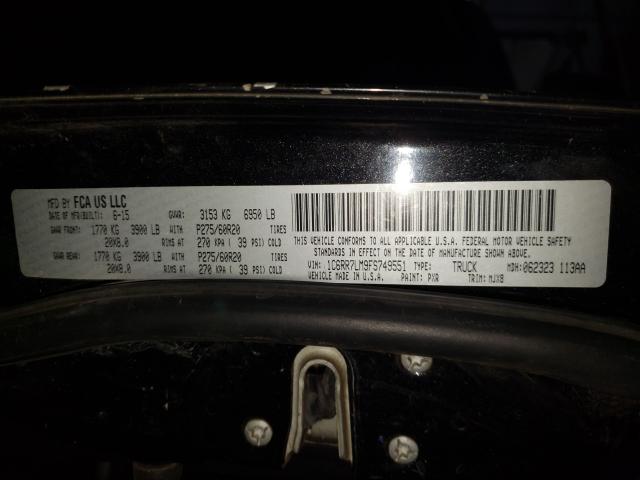 MFD BY FCA US LLC
DATE OF MFR(BUILT): 6-15 GVWR: 3153 KG 6950 LB
GAWR FRONT: 1770 KG 3900 LB WITH P275/60R20 TIRES
20X8.0 RIMS AT 270 KPA ( 39 PSI) COLD
GAWR REAR: 1770 KG 3900 LB WITH P275/60R20 TIRES
20X8.0 RIMS AT 270 KPA ( 39 PSI) COLD
THIS VEHICLE CONFORMS TO ALL APPLICABLE U.S.A. FEDERAL MOTOR VEHICLE SAFETY
STANDARDS IN EFFECT ON THE DATE OF MANUFACTURE SHOWN ABOVE.
VIN: 1C6RR7LM9FS749551 TYPE: TRUCK MDH: 062323 113AA
VEHICLE MADE IN U.S.A. PAINT: PXR TRIM: MJX8